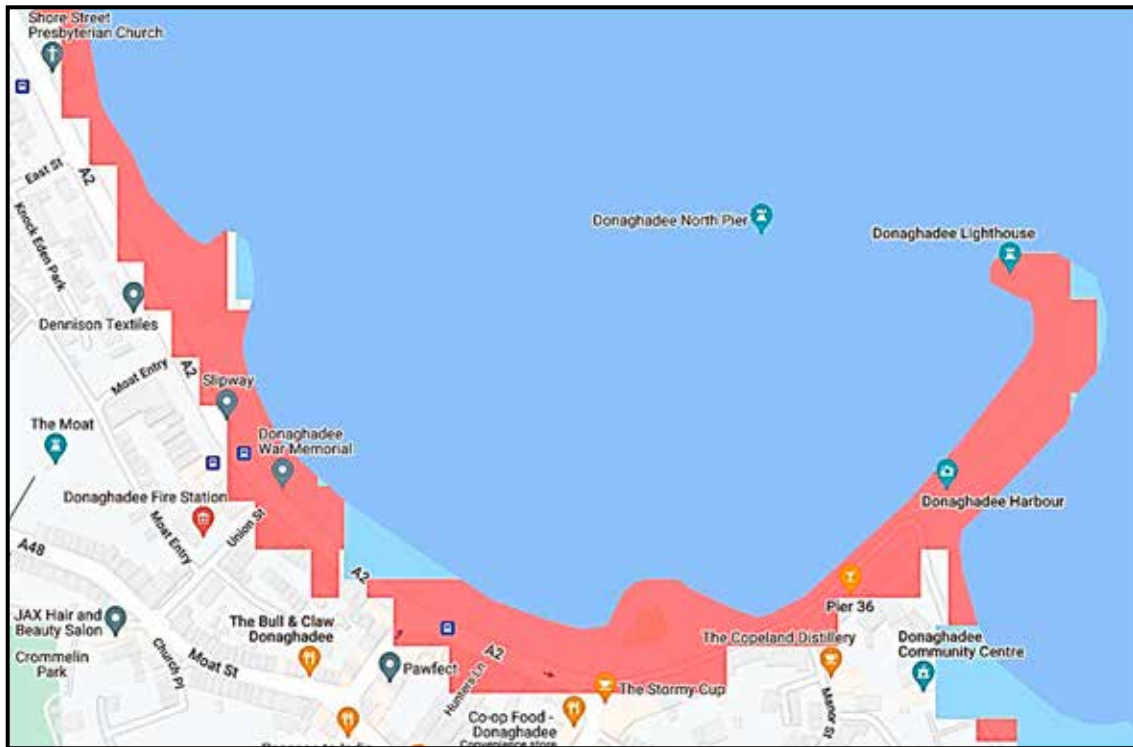 Shore Street
Presbyterian Church
A2
East St
Knock Eden Park
Donaghadee North Pier
Donaghadee Lighthouse
Dennison Textiles
Moat Entry
A2
Slipway
The Moat
Donaghadee
War Memorial
Donaghadee Fire Station
Donaghadee Harbour
Moat Entry
Union St
A48
A2
Pier 36
JAX Hair and
Beauty Salon
The Bull & Claw
Donaghadee
The Copeland Distillery
Donaghadee
Community Centre
Crommelin
Park
Church Pl
Moat St
Pawfect
A2
Hunters Ln
The Stormy Cup
Manor St
Co-op Food -
Donaghadee
Convenience store